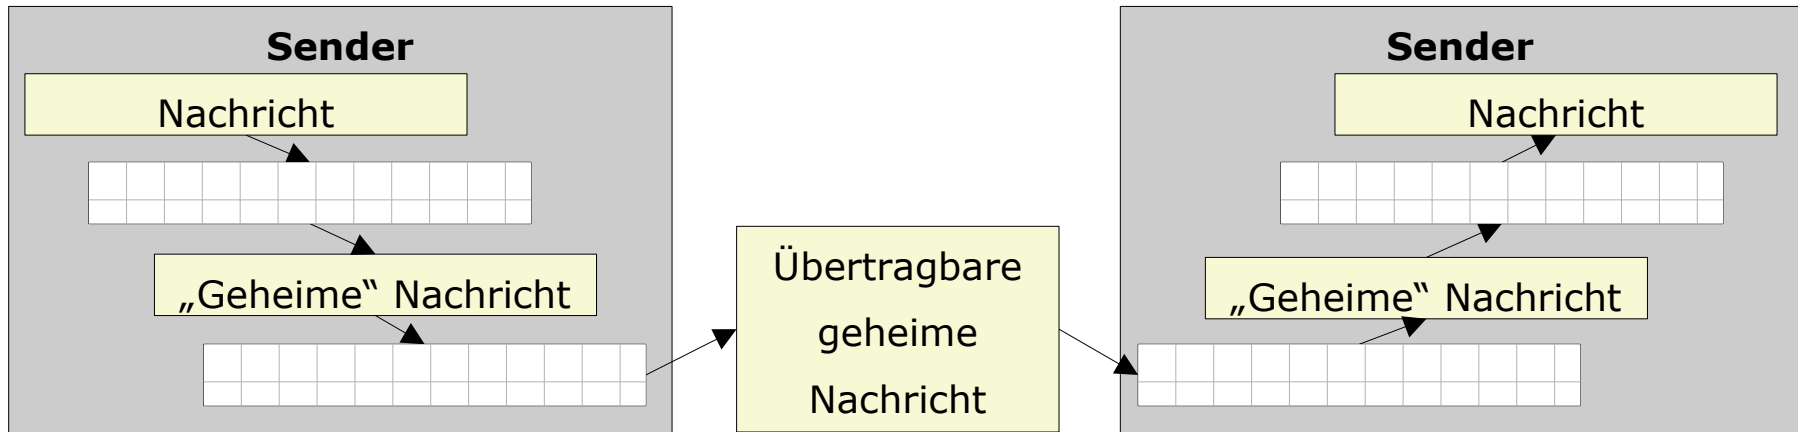 Sender
Nachricht
„Geheime“ Nachricht
Übertragbare
geheime
Nachricht
Sender
Nachricht
„Geheime“ Nachricht